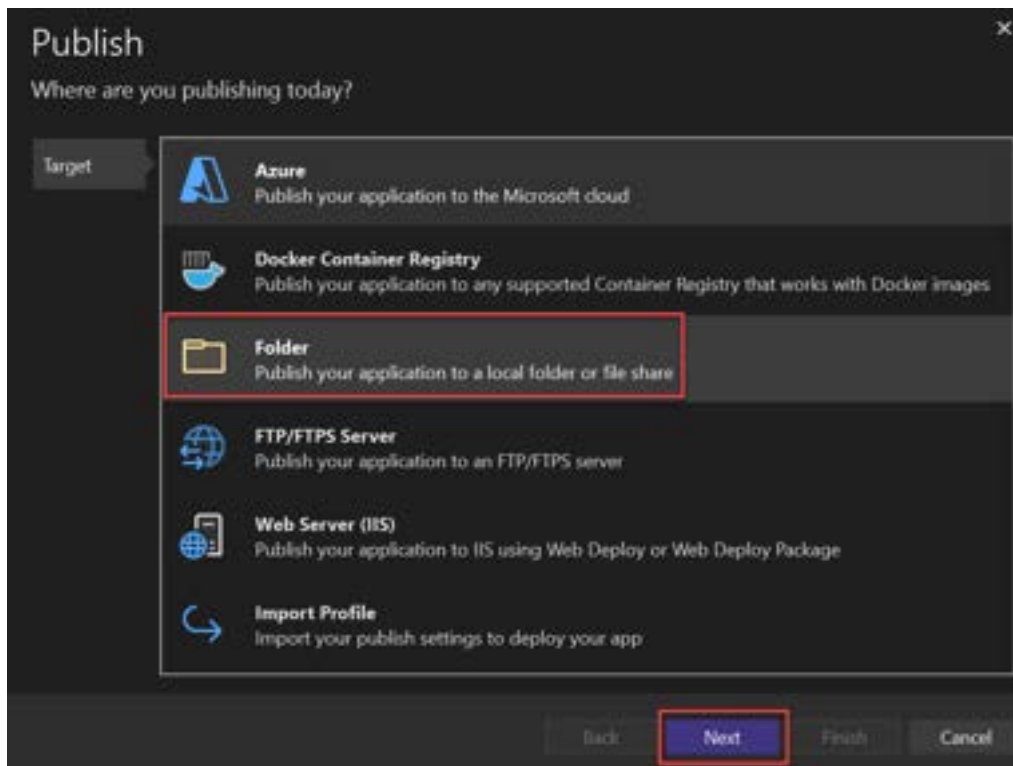 Publish
Where are you publishing today?
Target
Azure
Publish your application to the Microsoft cloud
Docker Container Registry
Publish your application to any supported Container Registry that works with Docker images
Folder
Publish your application to a local folder or file share
FTP/FTPS Server
Publish your application to an FTP/FTPS server
Web Server (IIS)
Publish your application to IIS using Web Deploy or Web Deploy Package
Import Profile
Import your publish settings to deploy your app
Back Next Finish Cancel